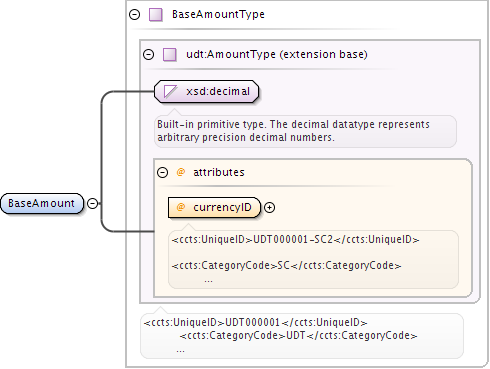 BaseAmountType
udt:AmountType (extension base)
xsd:decimal
Built-in primitive type. The decimal datatype represents
arbitrary precision decimal numbers.
@ attributes
@ currencyID
<ccts:UniqueID>UDT000001-SC2</ccts:UniqueID>
<ccts:CategoryCode>SC</ccts:CategoryCode>
...
BaseAmount
<ccts:UniqueID>UDT000001</ccts:UniqueID>
<ccts:CategoryCode>UDT</ccts:CategoryCode>
...